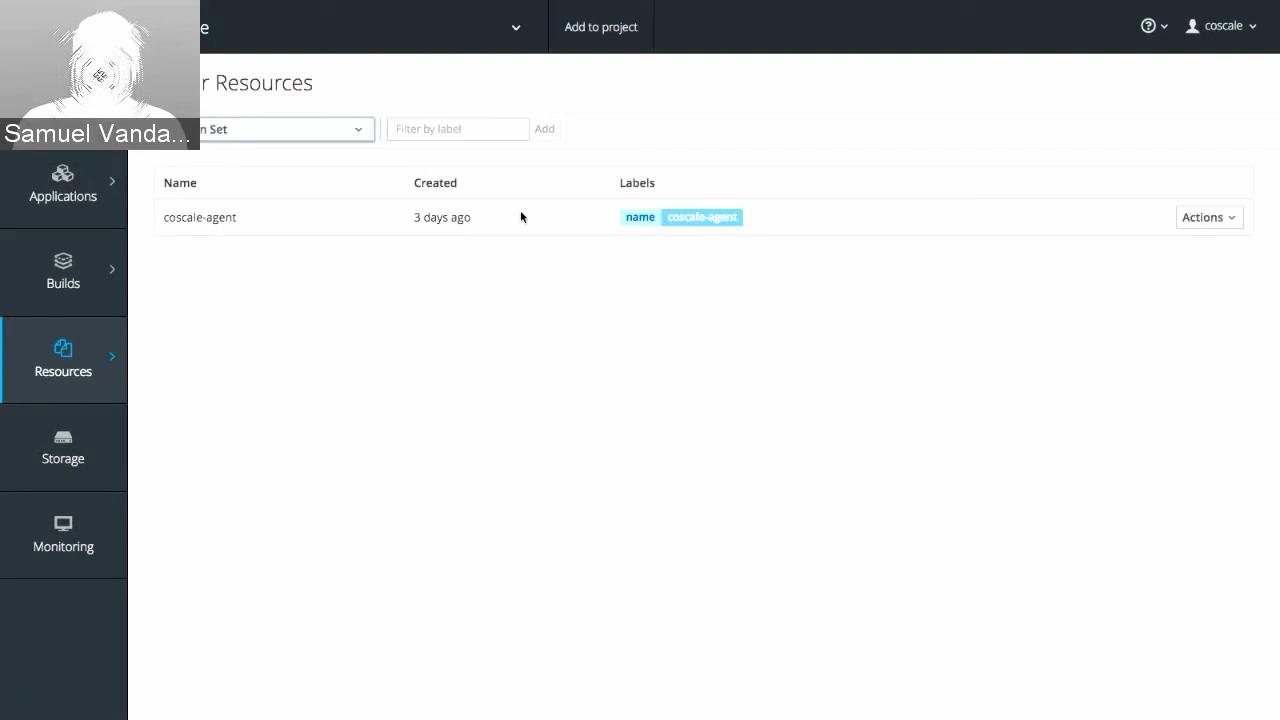 e
Add to project
coscale
r Resources
Samuel Vanda...
n Set
Filter by label
Add
Applications
Builds
Resources
Storage
Monitoring
Name
Created
Labels
coscale-agent
3 days ago
name
coscale-agent
Actions